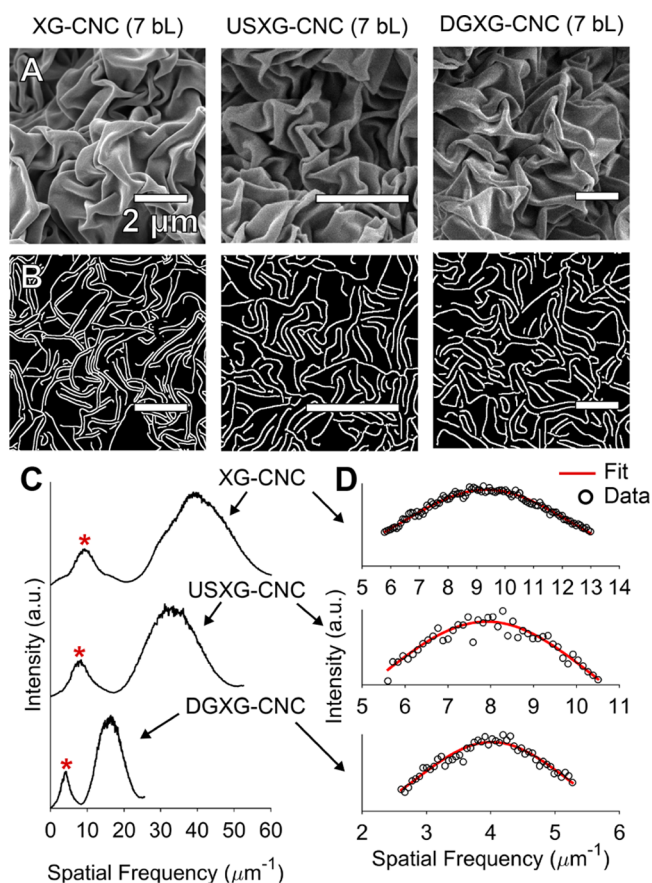 XG-CNC (7 bL) USXG-CNC (7 bL) DGXG-CNC (7 bL)
A
2 μm
B
C XG-CNC D
Fit
Data
*
5 6 7 8 9 10 11 12 13 14
USXG-CNC
*
5 6 7 8 9 10 11
DGXG-CNC
*
Intensity (a.u.)
Intensity (a.u.)
0 10 20 30 40 50 60
2 3 4 5 6
Spatial Frequency (μm⁻¹)
Spatial Frequency (μm⁻¹)